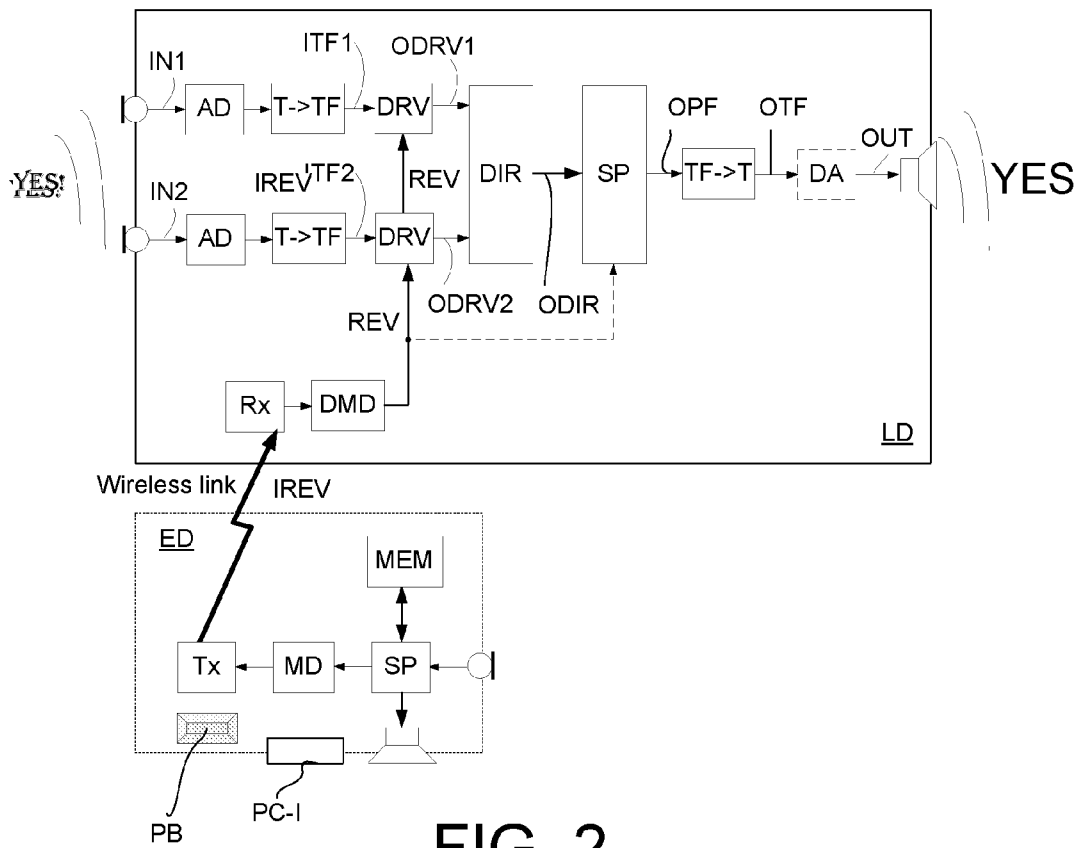 ITF1
ODRV1
IN1
AD
T->TF
DRV
OPF
OTF
OUT
YES!
IREV
ITF2
REV
DIR
SP
TF->T
DA
YES
IN2
AD
T->TF
DRV
ODRV2
ODIR
REV
Rx
DMD
LD
Wireless link
IREV
ED
MEM
Tx
MD
SP
PB
PC-I
FIG. 2